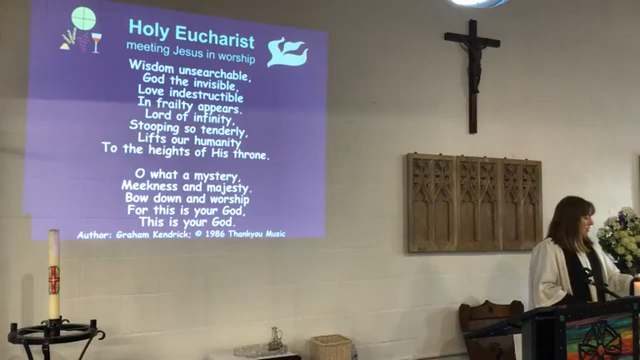 Holy Eucharist
meeting Jesus in worship
Wisdom unsearchable,
God the invisible,
Love indestructible
In frailty appears.
Lord of infinity,
Stooping so tenderly,
Lifts our humanity
To the heights of His throne.
O what a mystery,
Meekness and majesty.
Bow down and worship
For this is your God,
This is your God.
Author: Graham Kendrick; © 1986 Thankyou Music